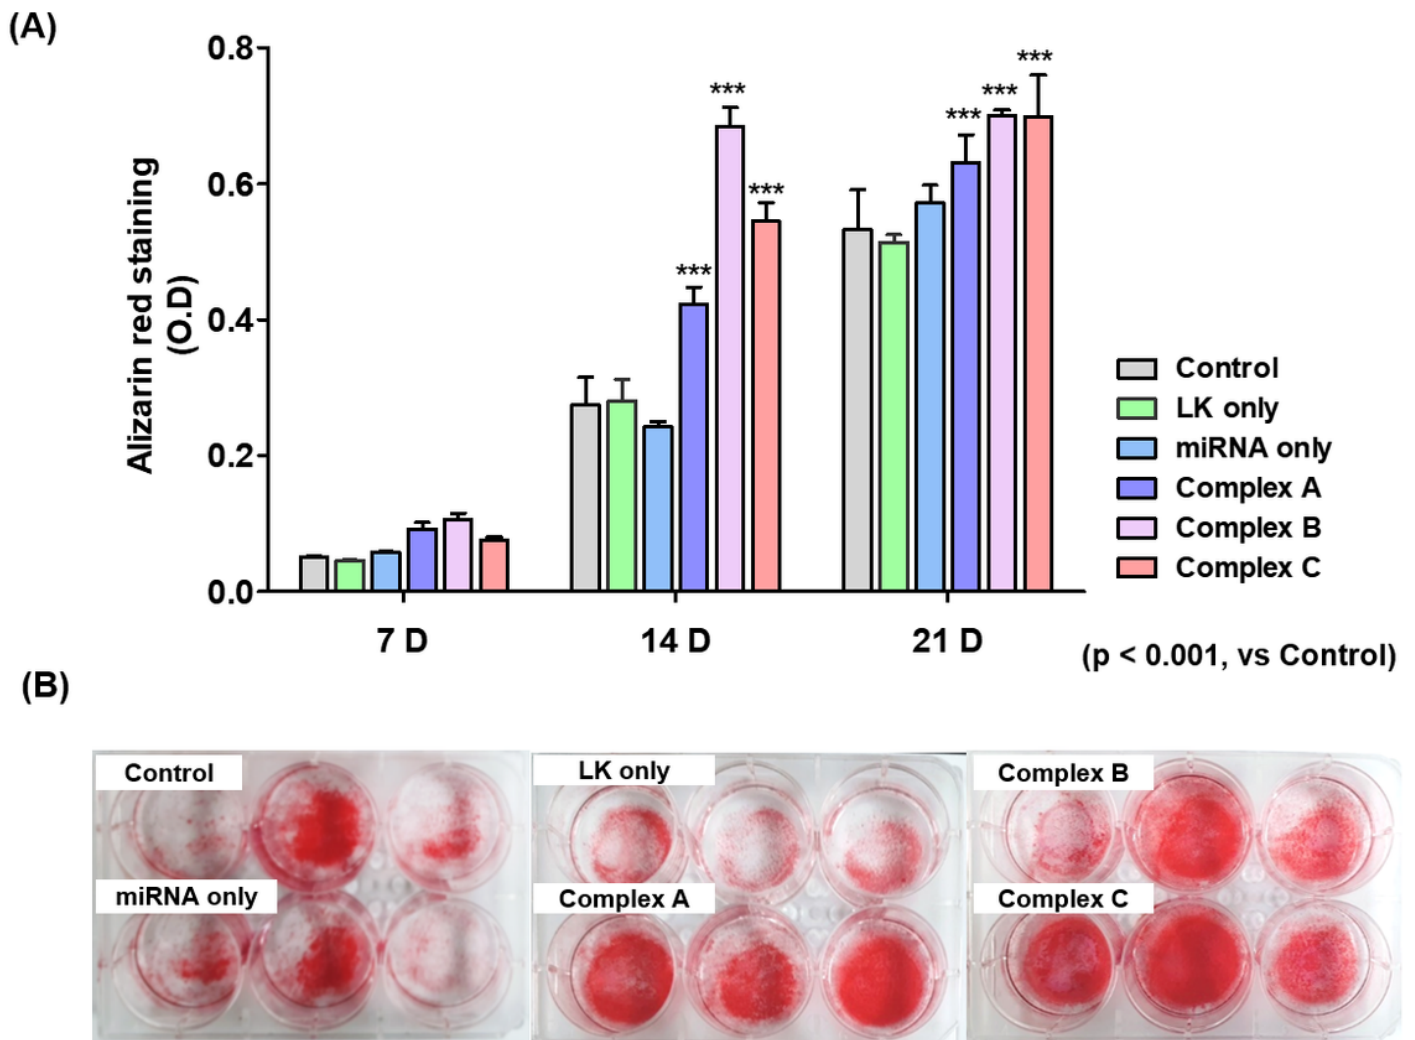 (A)
Alizarin red staining
(O.D)
0.8
0.6
0.4
0.2
0.0
***
***
***
***
***
***
7 D
14 D
21 D
Control
LK only
miRNA only
Complex A
Complex B
Complex C
(p < 0.001, vs Control)
(B)
Control
LK only
Complex B
miRNA only
Complex A
Complex C